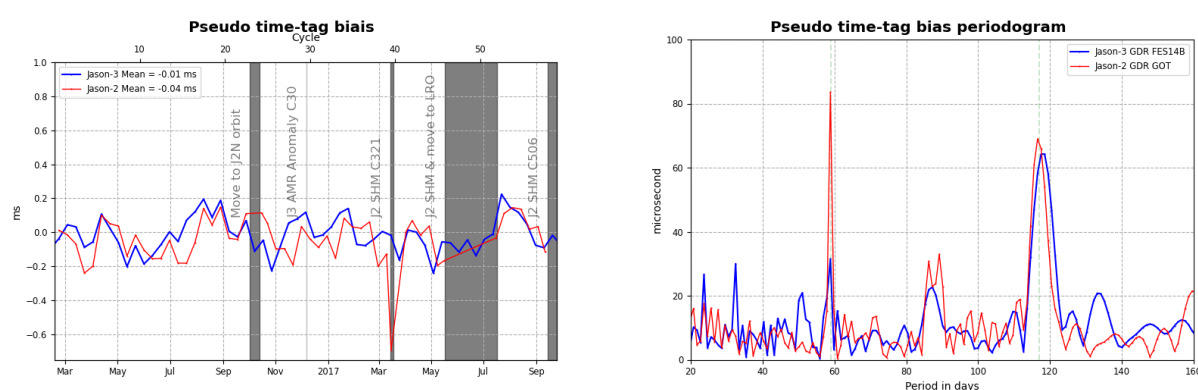 Pseudo time-tag biais
Cycle
10 20 30 40 50
1.0
0.8
0.6
0.4
0.2
0.0
−0.2
−0.4
−0.6
ms
Jason-3 Mean = -0.01 ms
Jason-2 Mean = -0.04 ms
Move to J2N orbit
J3 AMR Anomaly C30
J2 SHM C321
J2 SHM & move to LRO
J2 SHM C506
Mar May Jul Sep Nov 2017 Mar May Jul Sep
Pseudo time-tag bias periodogram
100
80
60
40
20
0
microsecond
Jason-3 GDR FES14B
Jason-2 GDR GOT
20 40 60 80 100 120 140 160
Period in days